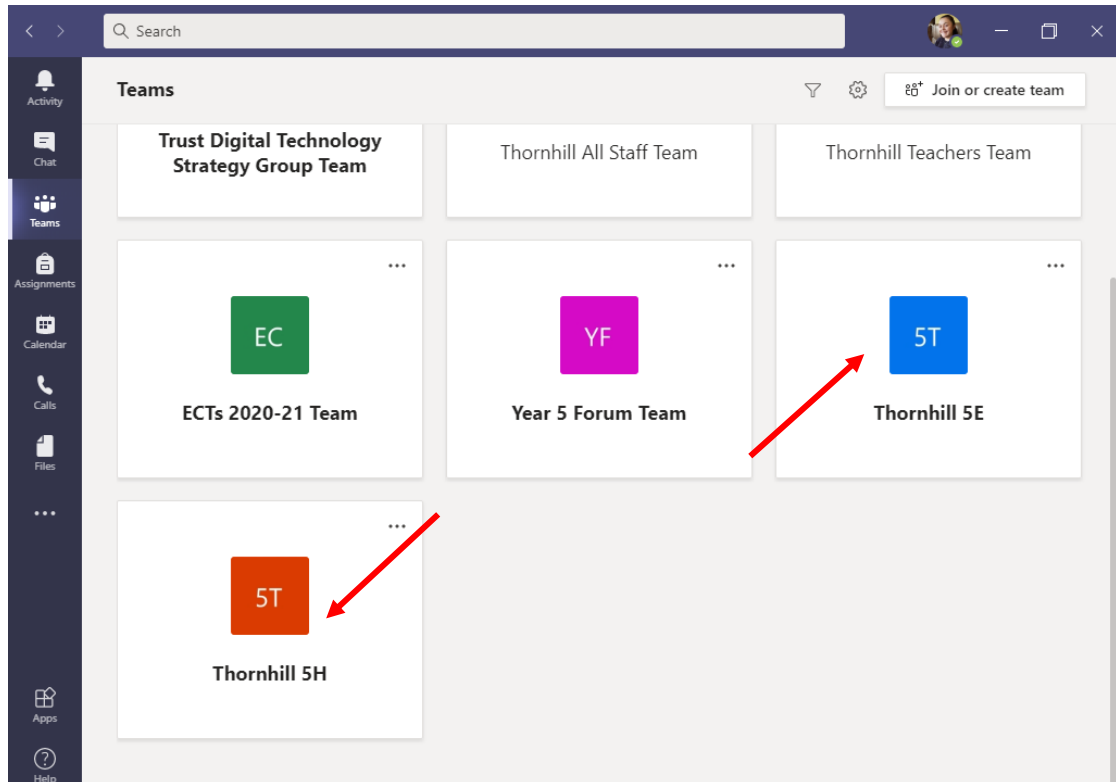 Search
Activity
Chat
Teams
Assignments
Calendar
Calls
Files
Apps
Help
Teams
Join or create team
Trust Digital Technology
Strategy Group Team
Thornhill All Staff Team
Thornhill Teachers Team
EC
ECTs 2020-21 Team
YF
Year 5 Forum Team
5T
Thornhill 5E
5T
Thornhill 5H